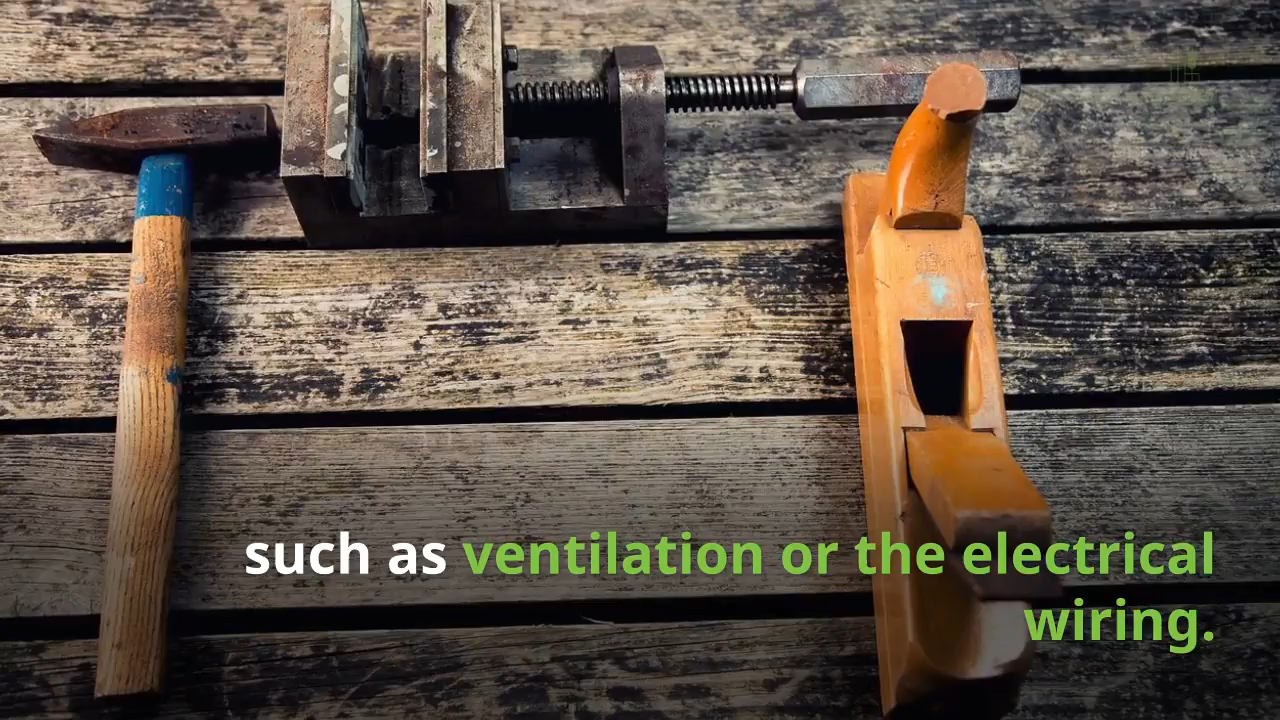 such as ventilation or the electrical
wiring.